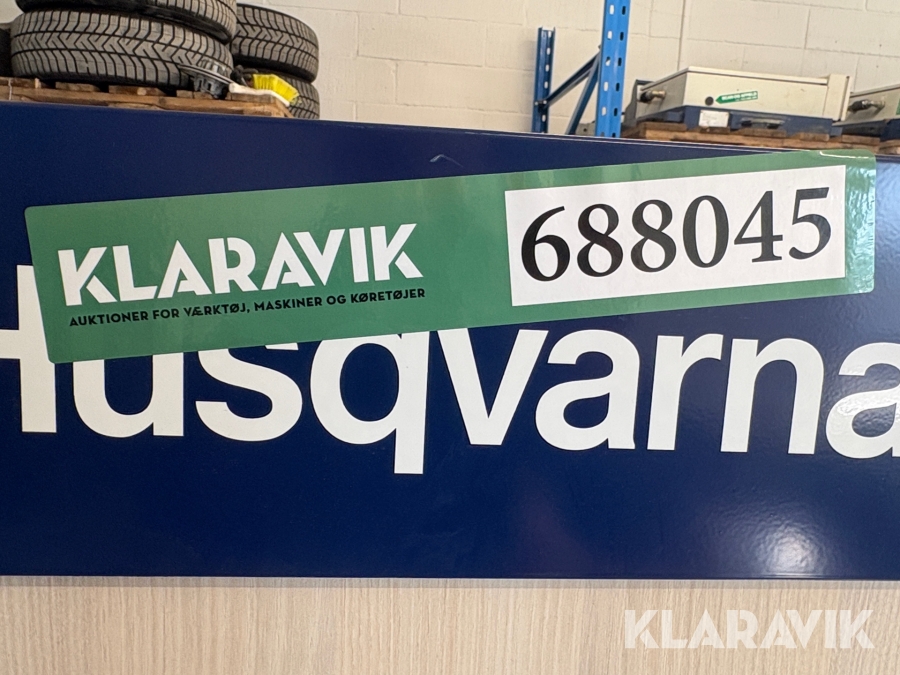 KLARAVIK
AUKTIONER FOR VÆRKTØJ, MASKINER OG KØRETØJER
688045
Husqvarna
KLARAVIK